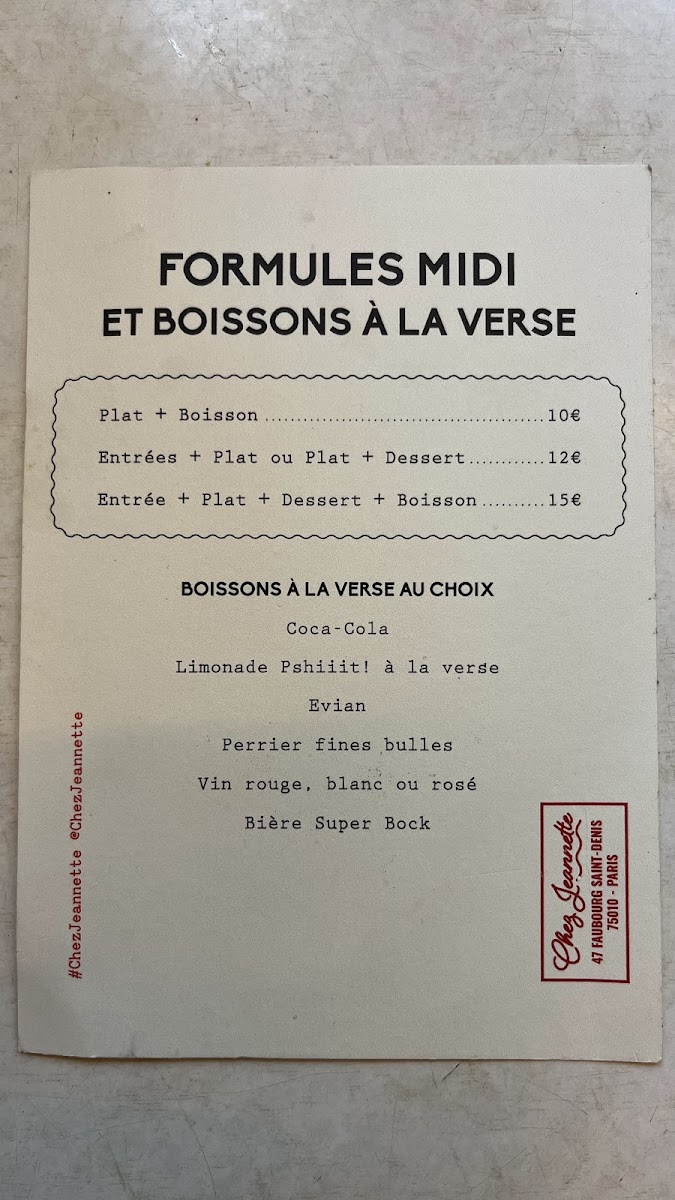 FORMULES MIDI
ET BOISSONS À LA VERSE
Plat + Boisson..........................................10€
Entrées + Plat ou Plat + Dessert............12€
Entrée + Plat + Dessert + Boisson..........15€
BOISSONS À LA VERSE AU CHOIX
Coca-Cola
Limonade Pshiiit! à la verse
Evian
Perrier fines bulles
Vin rouge, blanc ou rosé
Bière Super Bock
#ChezJeannette @ChezJeannette
Chez Jeannette
47 FAUBOURG SAINT-DENIS
75010 - PARIS